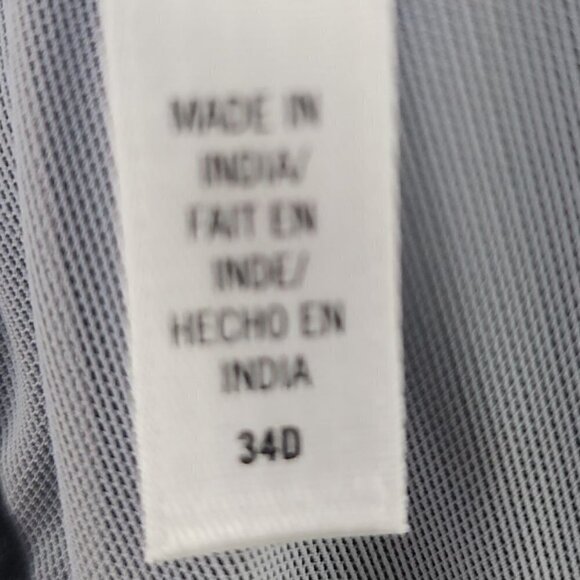 MADE IN
INDIA/
FAIT EN
INDE/
HECHO EN
INDIA
34D